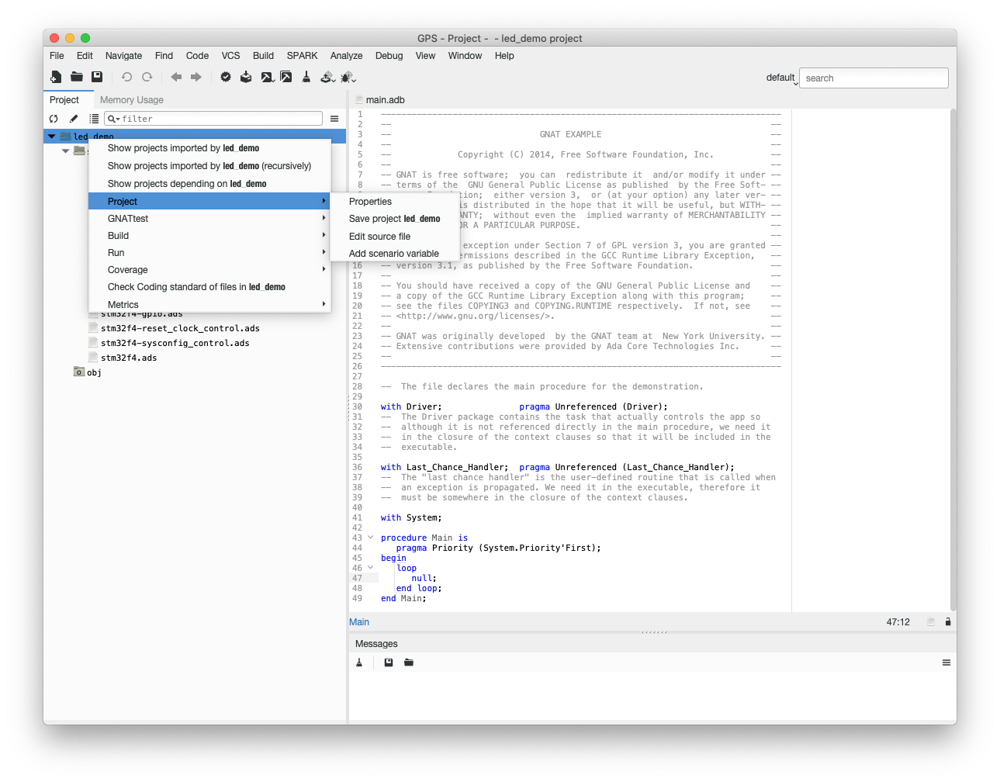 GPS - Project -  - led_demo project
File Edit Navigate Find Code VCS Build SPARK Analyze Debug View Window Help
default search
Project Memory Usage
filter
led_demo
Show projects imported by led_demo
Show projects imported by led_demo (recursively)
Show projects depending on led_demo
Project
GNATtest
Build
Run
Coverage
Check Coding standard of files in led_demo
Metrics
Properties
Save project led_demo
Edit source file
Add scenario variable
stm32f4-gpio.ads
stm32f4-reset_clock_control.ads
stm32f4-sysconfig_control.ads
stm32f4.ads
obj
main.adb
1 ------------------------------------------------------------------------------
2 -- --
3 -- GNAT EXAMPLE --
4 -- --
5 -- Copyright (C) 2014, Free Software Foundation, Inc. --
6 -- --
7 -- GNAT is free software;  you can  redistribute it  and/or modify it under --
8 -- terms of the  GNU General Public License as published  by the Free Soft- --
tion;  either version 3,  or (at your option) any later ver- --
is distributed in the hope that it will be useful, but WITH- --
NTY;  without even the  implied warranty of MERCHANTABILITY --
OR A PARTICULAR PURPOSE. --
--
exception under Section 7 of GPL version 3, you are granted --
ermissions described in the GCC Runtime Library Exception, --
16 -- version 3.1, as published by the Free Software Foundation. --
17 -- --
18 -- You should have received a copy of the GNU General Public License and --
19 -- a copy of the GCC Runtime Library Exception along with this program; --
20 -- see the files COPYING3 and COPYING.RUNTIME respectively.  If not, see --
21 -- <http://www.gnu.org/licenses/>. --
22 -- --
23 -- GNAT was originally developed  by the GNAT team at  New York University. --
24 -- Extensive contributions were provided by Ada Core Technologies Inc. --
25 -- --
26 ------------------------------------------------------------------------------
27
28 --  The file declares the main procedure for the demonstration.
29
30 with Driver;               pragma Unreferenced (Driver);
31 --  The Driver package contains the task that actually controls the app so
32 --  although it is not referenced directly in the main procedure, we need it
33 --  in the closure of the context clauses so that it will be included in the
34 --  executable.
35
36 with Last_Chance_Handler;  pragma Unreferenced (Last_Chance_Handler);
37 --  The "last chance handler" is the user-defined routine that is called when
38 --  an exception is propagated. We need it in the executable, therefore it
39 --  must be somewhere in the closure of the context clauses.
40
41 with System;
42
43 procedure Main is
44 pragma Priority (System.Priority'First);
45 begin
46 loop
47 null;
48 end loop;
49 end Main;
Main 47:12
Messages